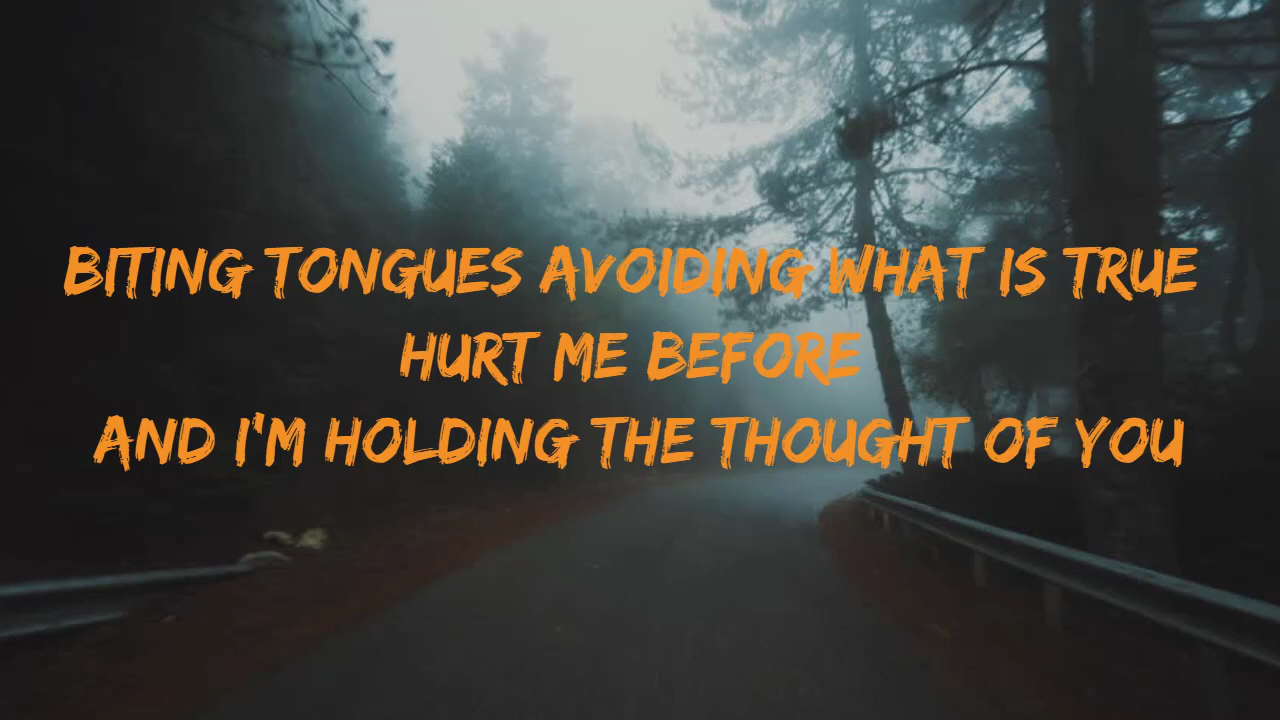 BITING TONGUES AVOIDING WHAT IS TRUE
HURT ME BEFORE
AND I'M HOLDING THE THOUGHT OF YOU